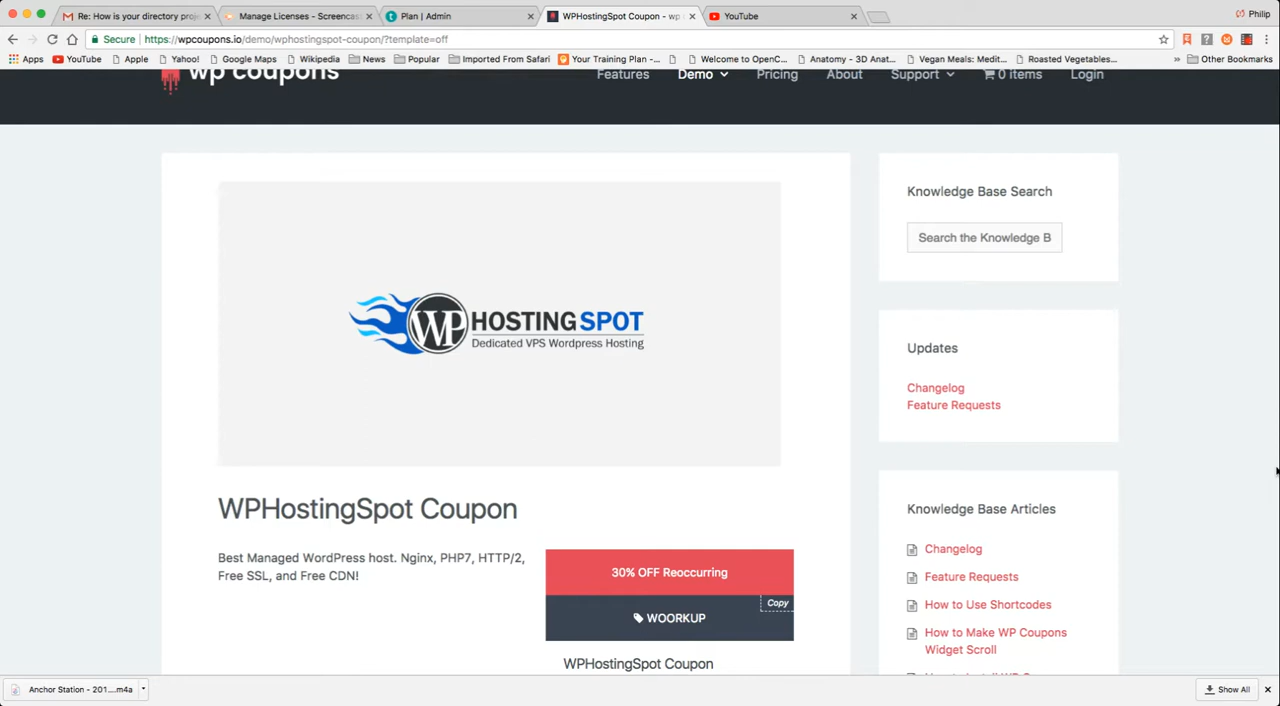 Re: How is your directory proje
Manage Licenses - Screencas
Plan | Admin
WPHostingSpot Coupon - wp
YouTube
Philip
Secure https://wpcoupons.io/demo/wphostingspot-coupon/?template=off
Apps YouTube Apple Yahoo! Google Maps Wikipedia News Popular Imported From Safari Your Training Plan -... Welcome to OpenC... Anatomy - 3D Anat... Vegan Meals: Medit... Roasted Vegetables... » Other Bookmarks
wp coupons
Features Demo Pricing About Support 0 items Login
WP HOSTING SPOT
Dedicated VPS Wordpress Hosting
WPHostingSpot Coupon
Best Managed WordPress host. Nginx, PHP7, HTTP/2,
Free SSL, and Free CDN!
30% OFF Reoccurring
Copy
WOORKUP
WPHostingSpot Coupon
Knowledge Base Search
Search the Knowledge B
Updates
Changelog
Feature Requests
Knowledge Base Articles
Changelog
Feature Requests
How to Use Shortcodes
How to Make WP Coupons
Widget Scroll
Anchor Station - 201....m4a
Show All